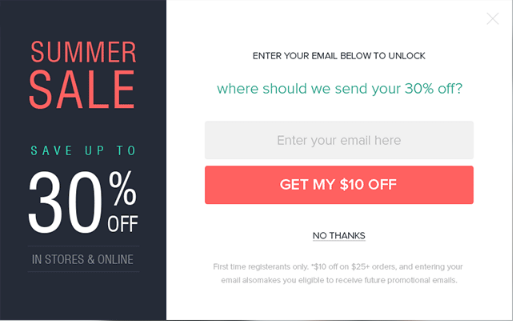 SUMMER
SALE
SAVE UP TO
30%
OFF
IN STORES & ONLINE
ENTER YOUR EMAIL BELOW TO UNLOCK
where should we send your 30% off?
Enter your email here
GET MY $10 OFF
NO THANKS
First time registerants only. *$10 off on $25+ orders, and entering your
email alsomakes you eligible to receive future promotional emails.